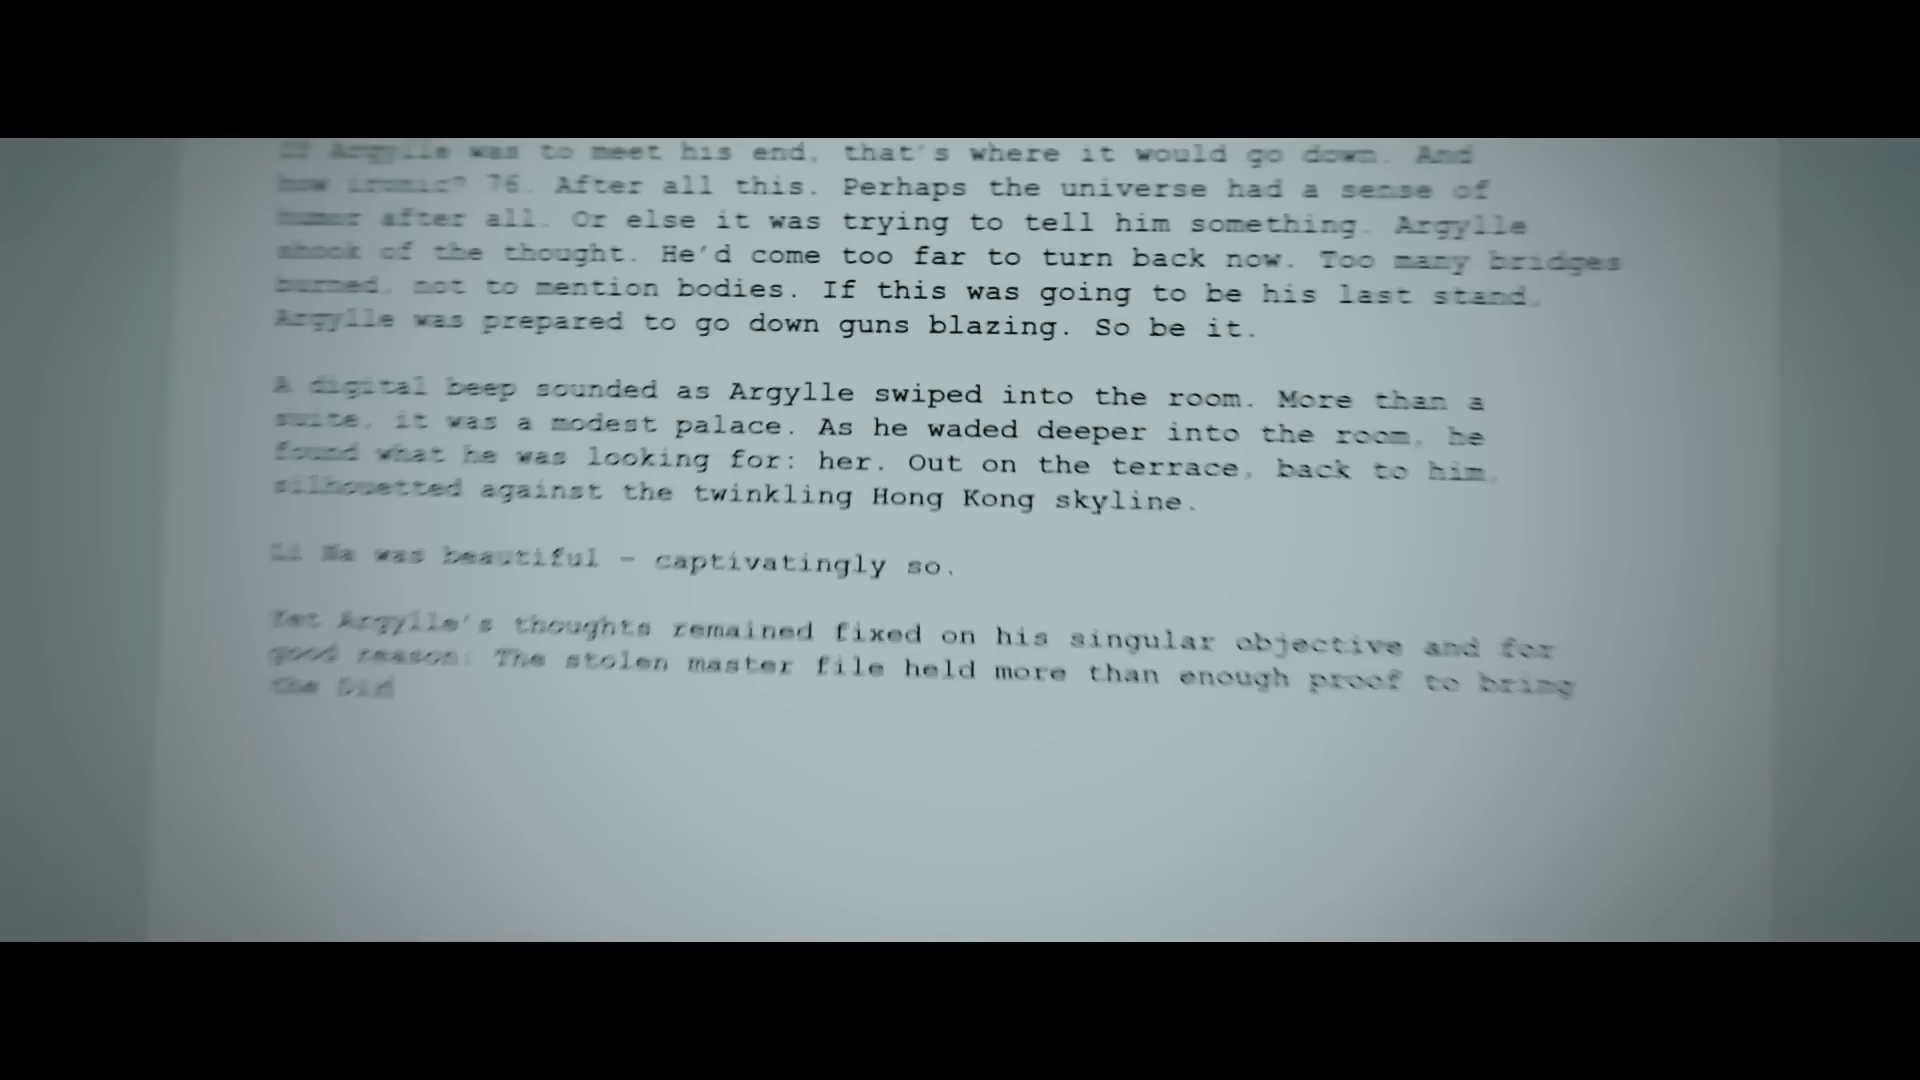 If Argylle was to meet his end, that's where it would go down. And
how ironic? 76. After all this. Perhaps the universe had a sense of
humor after all. Or else it was trying to tell him something. Argylle
shook of the thought. He'd come too far to turn back now. Too many bridges
burned, not to mention bodies. If this was going to be his last stand,
Argylle was prepared to go down guns blazing. So be it.
A digital beep sounded as Argylle swiped into the room. More than a
suite, it was a modest palace. As he waded deeper into the room, he
found what he was looking for: her. Out on the terrace, back to him,
silhouetted against the twinkling Hong Kong skyline.
Li Na was beautiful – captivatingly so.
Yet Argylle's thoughts remained fixed on his singular objective and for
good reason: The stolen master file held more than enough proof to bring
the